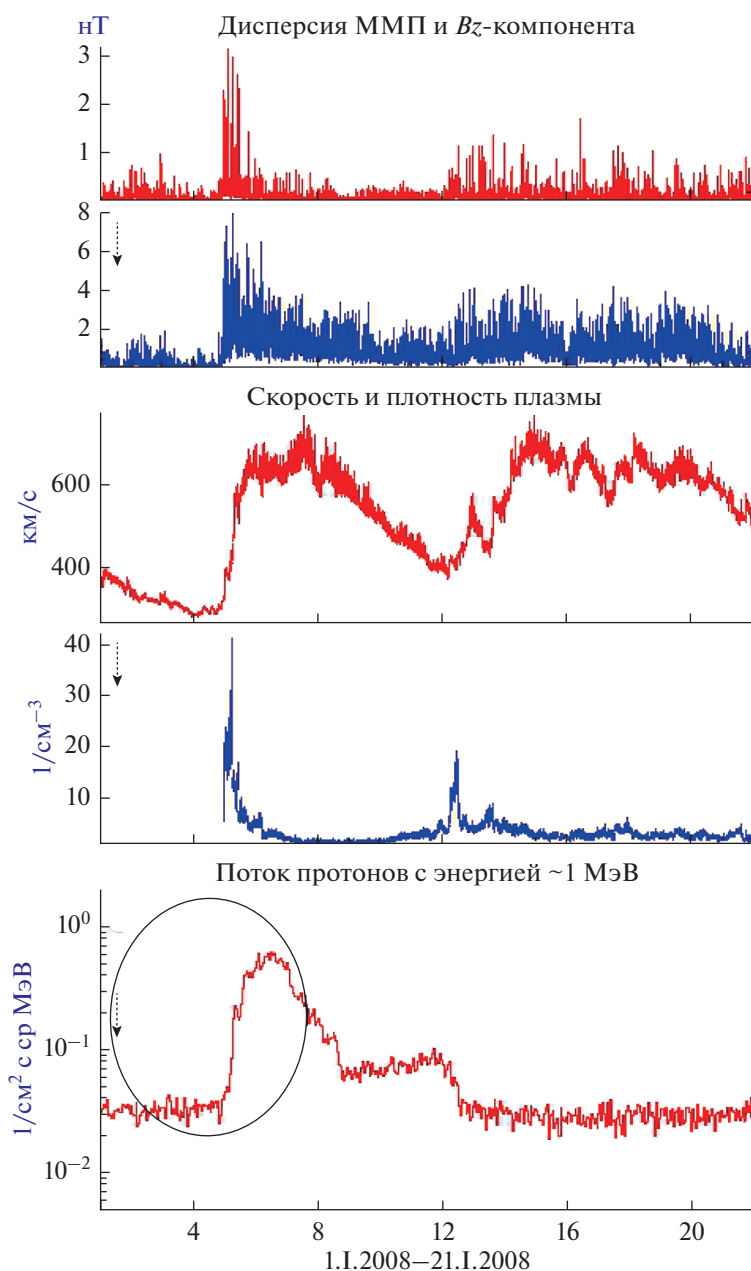 нТ
Дисперсия ММП и Bz-компонента
3
2
1
8
6
4
2
Скорость и плотность плазмы
км/с
600
400
1/см⁻³
40
30
20
10
Поток протонов с энергией ~1 МэВ
1/см² с ср МэВ
10⁰
10⁻¹
10⁻²
4 8 12 16 20
1.I.2008–21.I.2008